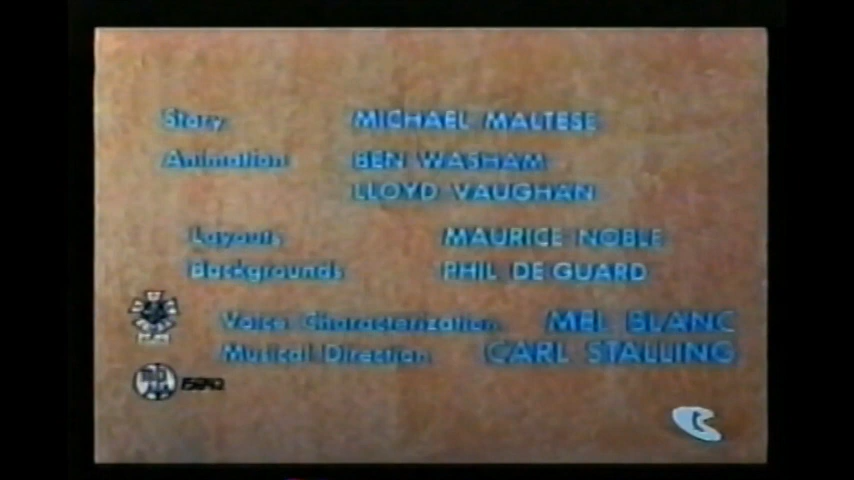 Story MICHAEL MALTESE
Animation BEN WASHAM
LLOYD VAUGHAN
Layouts MAURICE NOBLE
Backgrounds PHIL DE GUARD
Voice Characterization MEL BLANC
Musical Direction CARL STALLING